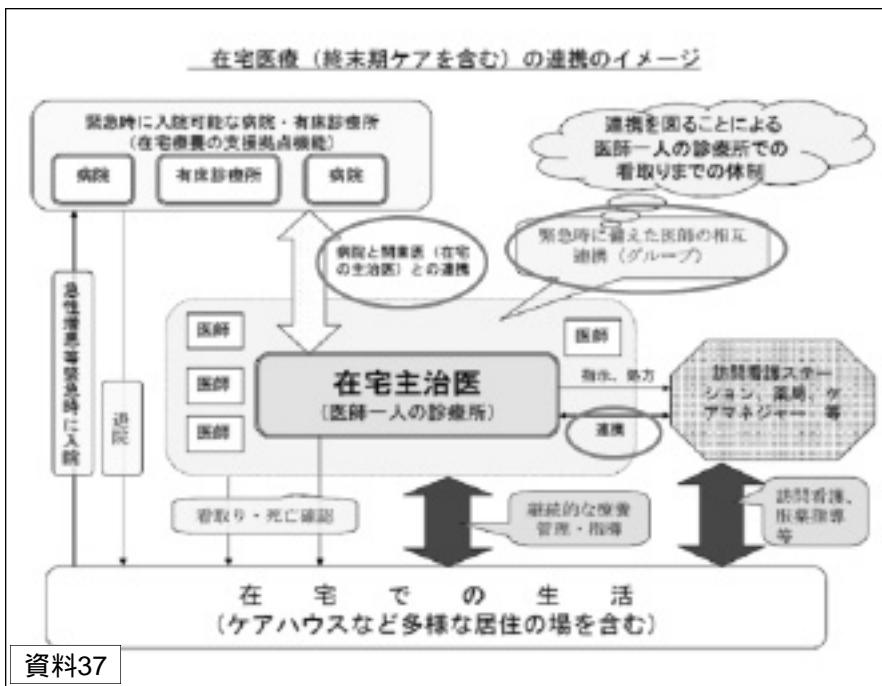 在宅医療(終末期ケアを含む)の連携のイメージ
緊急時に入院可能な病院・有床診療所
(在宅療養の支援拠点機能)
病院
有床診療所
病院
連携を図ることによる
医師一人の診療所での
看取りまでの体制
病院と開業医(在宅
の主治医)との連携
緊急時に備えた医師の相互
連携(グループ)
急性増悪等緊急時に入院
退院
医師
医師
医師
医師
在宅主治医
(医師一人の診療所)
指示、処方
連携
訪問看護ステー
ション、薬局、ケ
アマネジャー 等
看取り・死亡確認
継続的な療養
管理・指導
訪問看護、
服薬指導
等
在宅での生活
(ケアハウスなど多様な居住の場を含む)
資料37